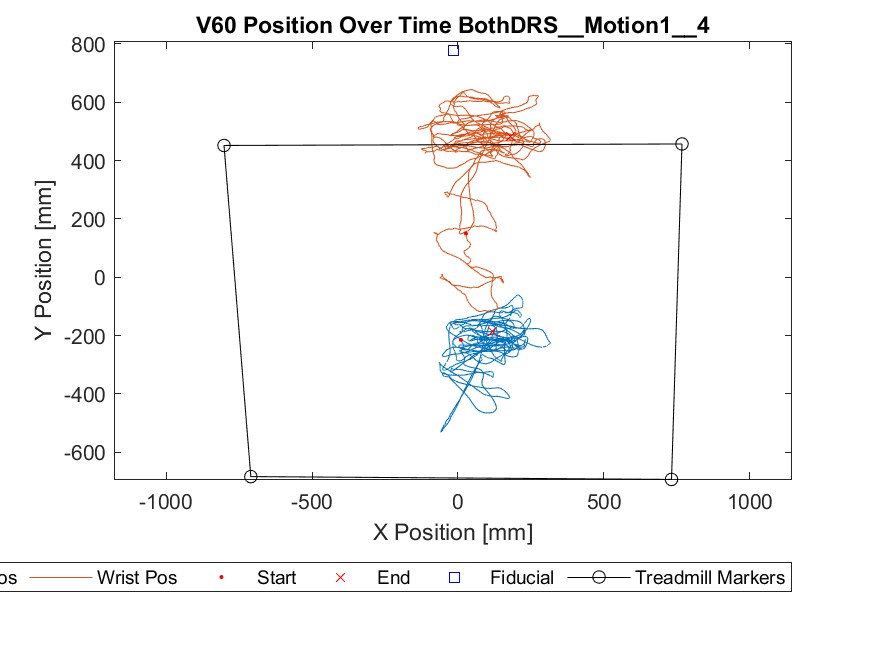 V60 Position Over Time BothDRS__Motion1__4
800
600
400
200
0
-200
-400
-600
Y Position [mm]
-1000 -500 0 500 1000
X Position [mm]
os Wrist Pos Start End Fiducial Treadmill Markers